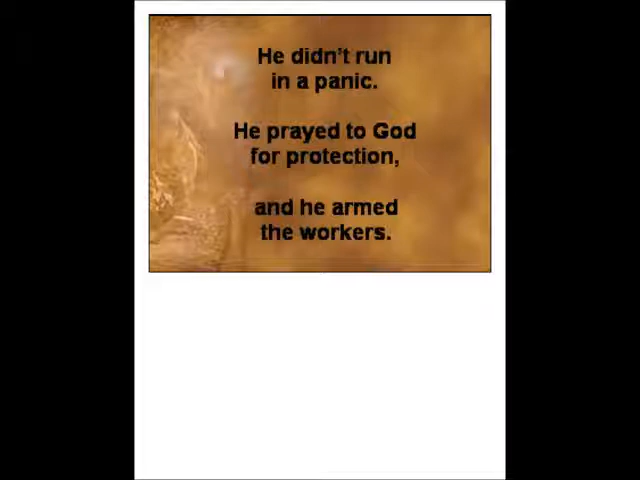 He didn't run
in a panic.
He prayed to God
for protection,
and he armed
the workers.